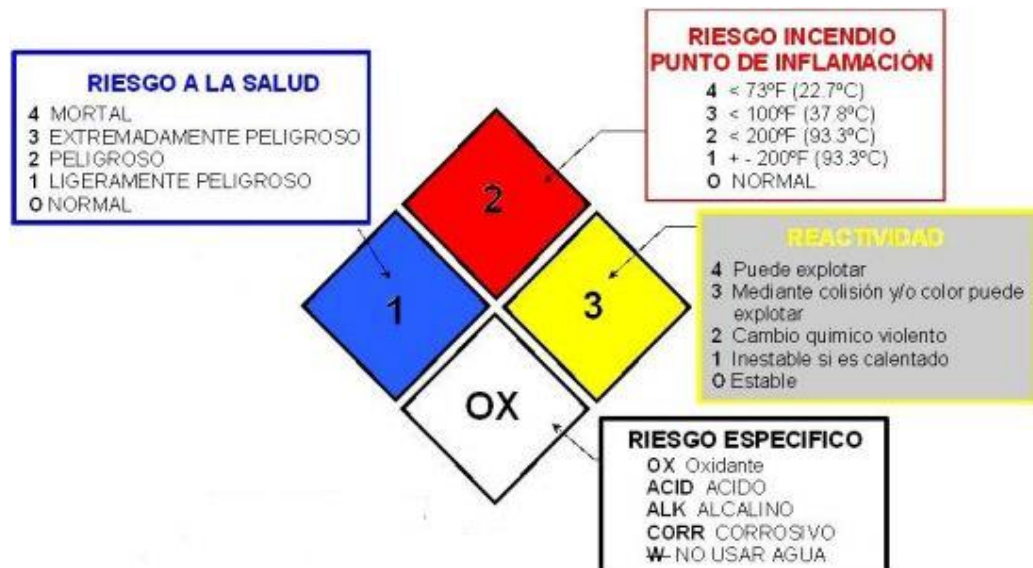 RIESGO A LA SALUD
4 MORTAL
3 EXTREMADAMENTE PELIGROSO
2 PELIGROSO
1 LIGERAMENTE PELIGROSO
O NORMAL
RIESGO INCENDIO
PUNTO DE INFLAMACIÓN
4 < 73ºF (22.7ºC)
3 < 100ºF (37.8ºC)
2 < 200ºF (93.3ºC)
1 + - 200ºF (93.3ºC)
O NORMAL
2
1
3
OX
REACTIVIDAD
4 Puede explotar
3 Mediante colisión y/o color puede
explotar
2 Cambio quimico violento
1 Inestable si es calentado
O Estable
RIESGO ESPECIFICO
OX Oxidante
ACID ACIDO
ALK ALCALINO
CORR CORROSIVO
W NO USAR AGUA